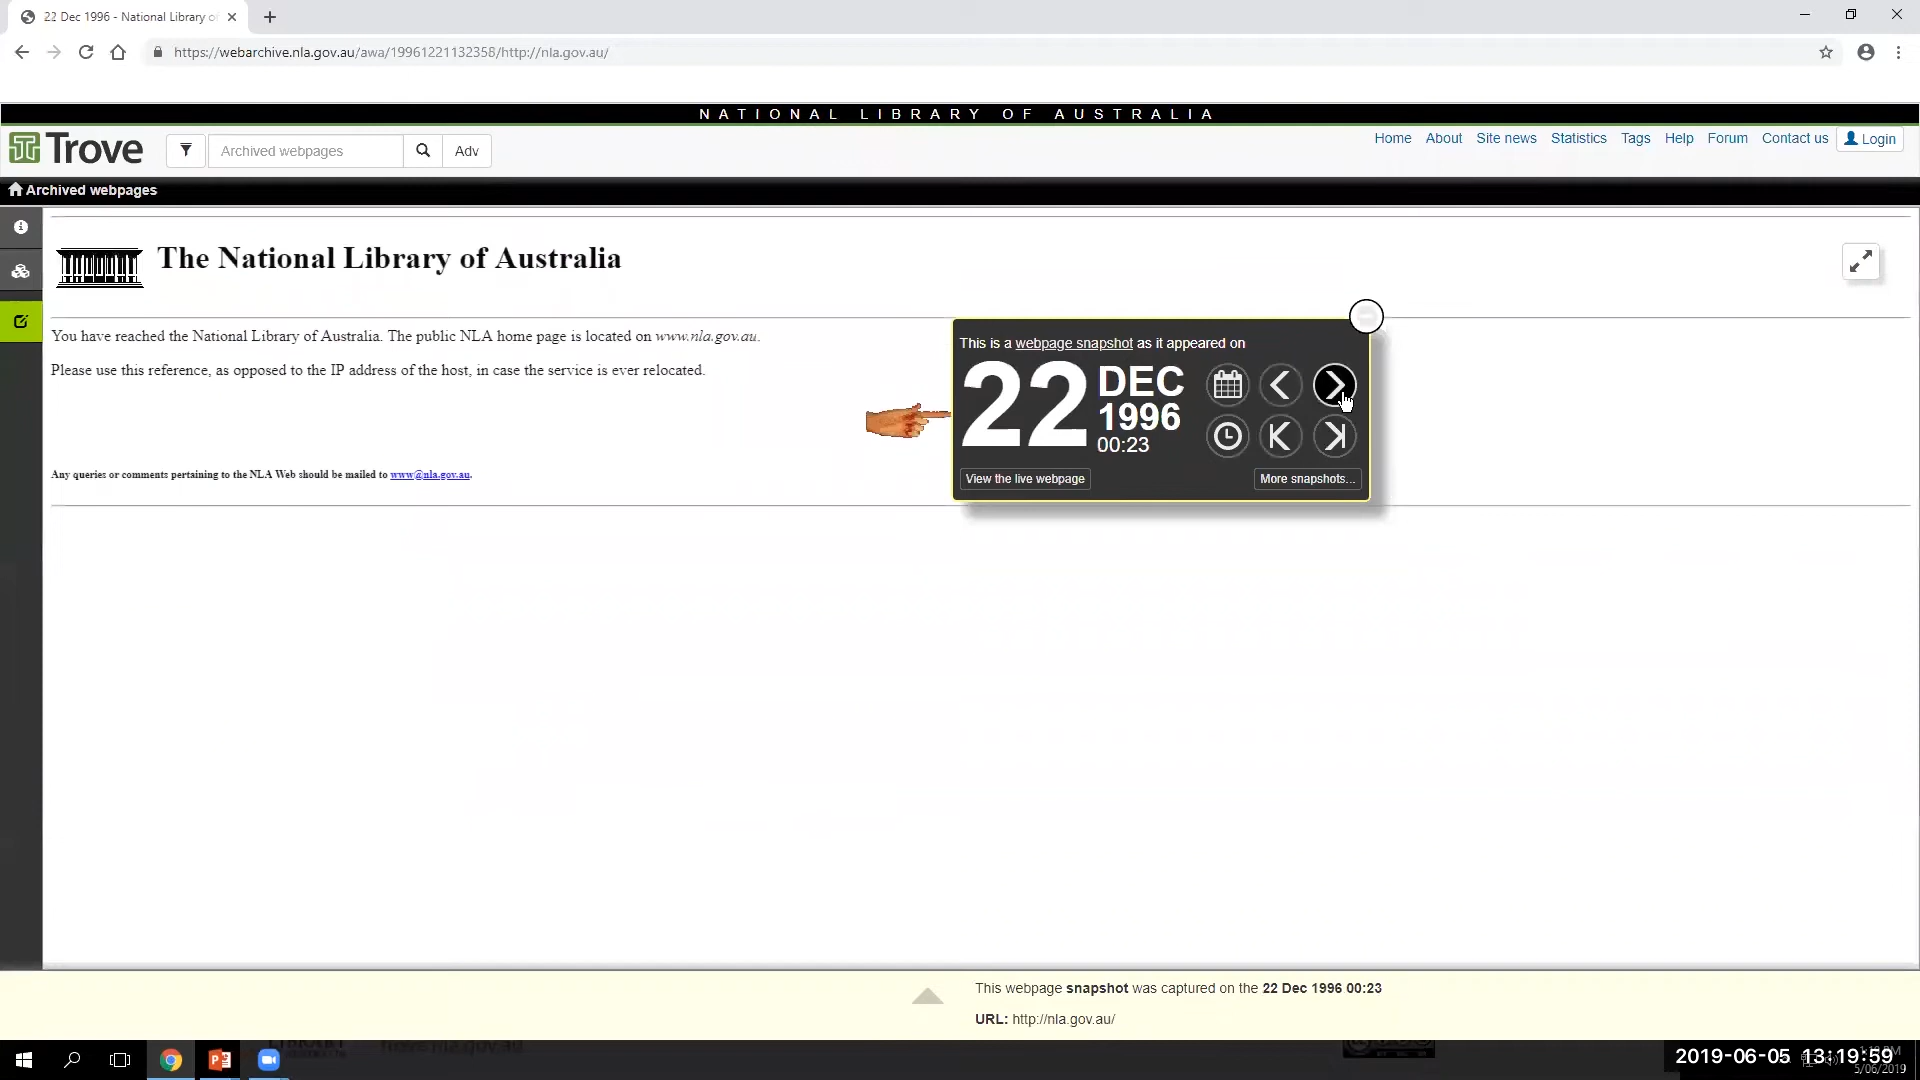 22 Dec 1996 - National Library of
https://webarchive.nla.gov.au/awa/19961221132358/http://nla.gov.au/
NATIONAL LIBRARY OF AUSTRALIA
Trove
Archived webpages
Adv
Home About Site news Statistics Tags Help Forum Contact us Login
Archived webpages
The National Library of Australia
You have reached the National Library of Australia. The public NLA home page is located on www.nla.gov.au.
Please use this reference, as opposed to the IP address of the host, in case the service is ever relocated.
Any queries or comments pertaining to the NLA Web should be mailed to www@nla.gov.au.
This is a webpage snapshot as it appeared on
22 DEC
1996
00:23
View the live webpage
More snapshots...
This webpage snapshot was captured on the 22 Dec 1996 00:23
URL: http://nla.gov.au/
2019-06-05 13:19:59
5/06/2019